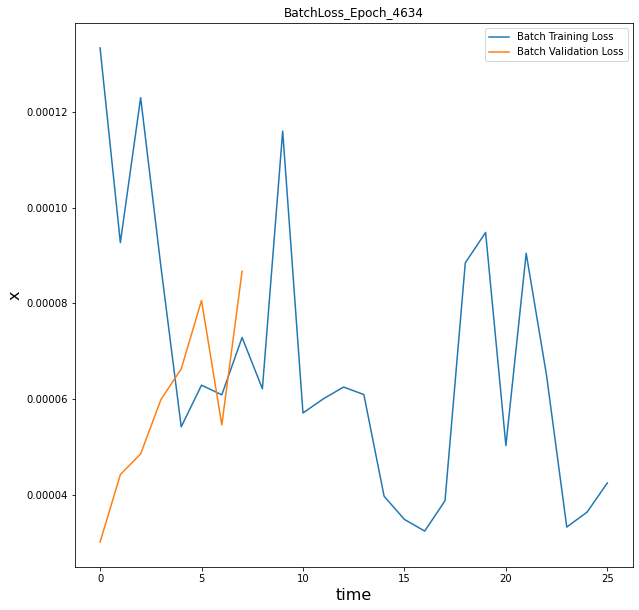 BatchLoss_Epoch_4634
Batch Training Loss
Batch Validation Loss
0.00012
0.00010
0.00008
0.00006
0.00004
x
0 5 10 15 20 25
time